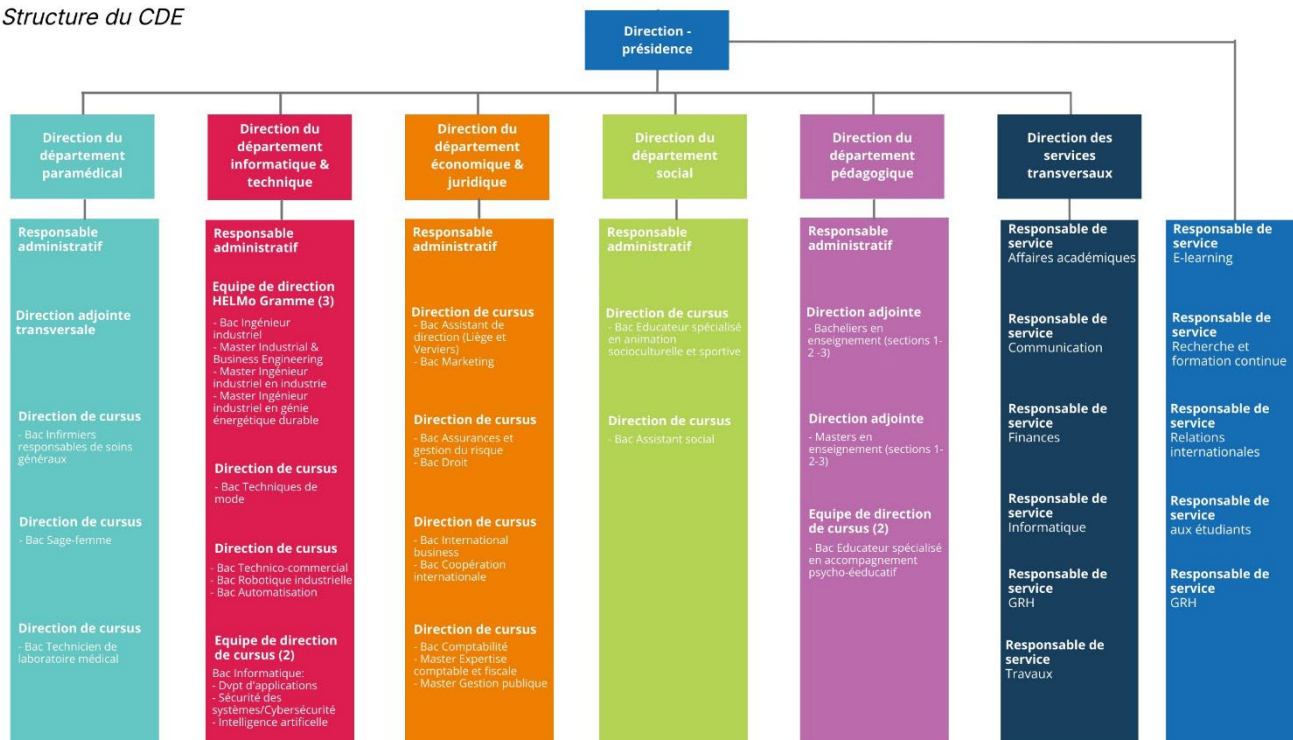 Structure du CDE
Direction -
présidence
Direction du
département
paramédical
Responsable
administratif
Direction adjointe
transversale
Direction de cursus
- Bac Infirmiers
responsables de soins
généraux
Direction de cursus
- Bac Sage-femme
Direction de cursus
- Bac Technicien de
laboratoire médical
Direction du
département
informatique &
technique
Responsable
administratif
Equipe de direction
HELMo Gramme (3)
- Bac Ingénieur
industriel
- Master Industrial &
Business Engineering
- Master Ingénieur
industriel en industrie
- Master Ingénieur
industriel en génie
énergétique durable
Direction de cursus
- Bac Techniques de
mode
Direction de cursus
- Bac Technico-commercial
- Bac Robotique industrielle
- Bac Automatisation
Equipe de direction
de cursus (2)
Bac Informatique:
- Dvpt d'applications
- Sécurité des
systèmes/Cybersécurité
- Intelligence artificelle
Direction du
département
économique &
juridique
Responsable
administratif
Direction de cursus
- Bac Assistant de
direction (Liège et
Verviers)
- Bac Marketing
Direction de cursus
- Bac Assurances et
gestion du risque
- Bac Droit
Direction de cursus
- Bac International
business
- Bac Coopération
internationale
Direction de cursus
- Bac Comptabilité
- Master Expertise
comptable et fiscale
- Master Gestion publique
Direction du
département
social
Responsable
administratif
Direction de cursus
- Bac Educateur spécialisé
en animation
socioculturelle et sportive
Direction de cursus
- Bac Assistant social
Direction du
département
pédagogique
Responsable
administratif
Direction adjointe
- Bacheliers en
enseignement (sections 1-
2 -3)
Direction adjointe
- Masters en
enseignement (sections 1-
2-3)
Equipe de direction
de cursus (2)
- Bac Educateur spécialisé
en accompagnement
psycho-éeducatif
Direction des
services
transversaux
Responsable de
service
Affaires académiques
Responsable de
service
Communication
Responsable de
service
Finances
Responsable de
service
Informatique
Responsable de
service
GRH
Responsable de
service
Travaux
Responsable de
service
E-learning
Responsable de
service
Recherche et
formation continue
Responsable de
service
Relations
internationales
Responsable de
service
aux étudiants
Responsable de
service
GRH